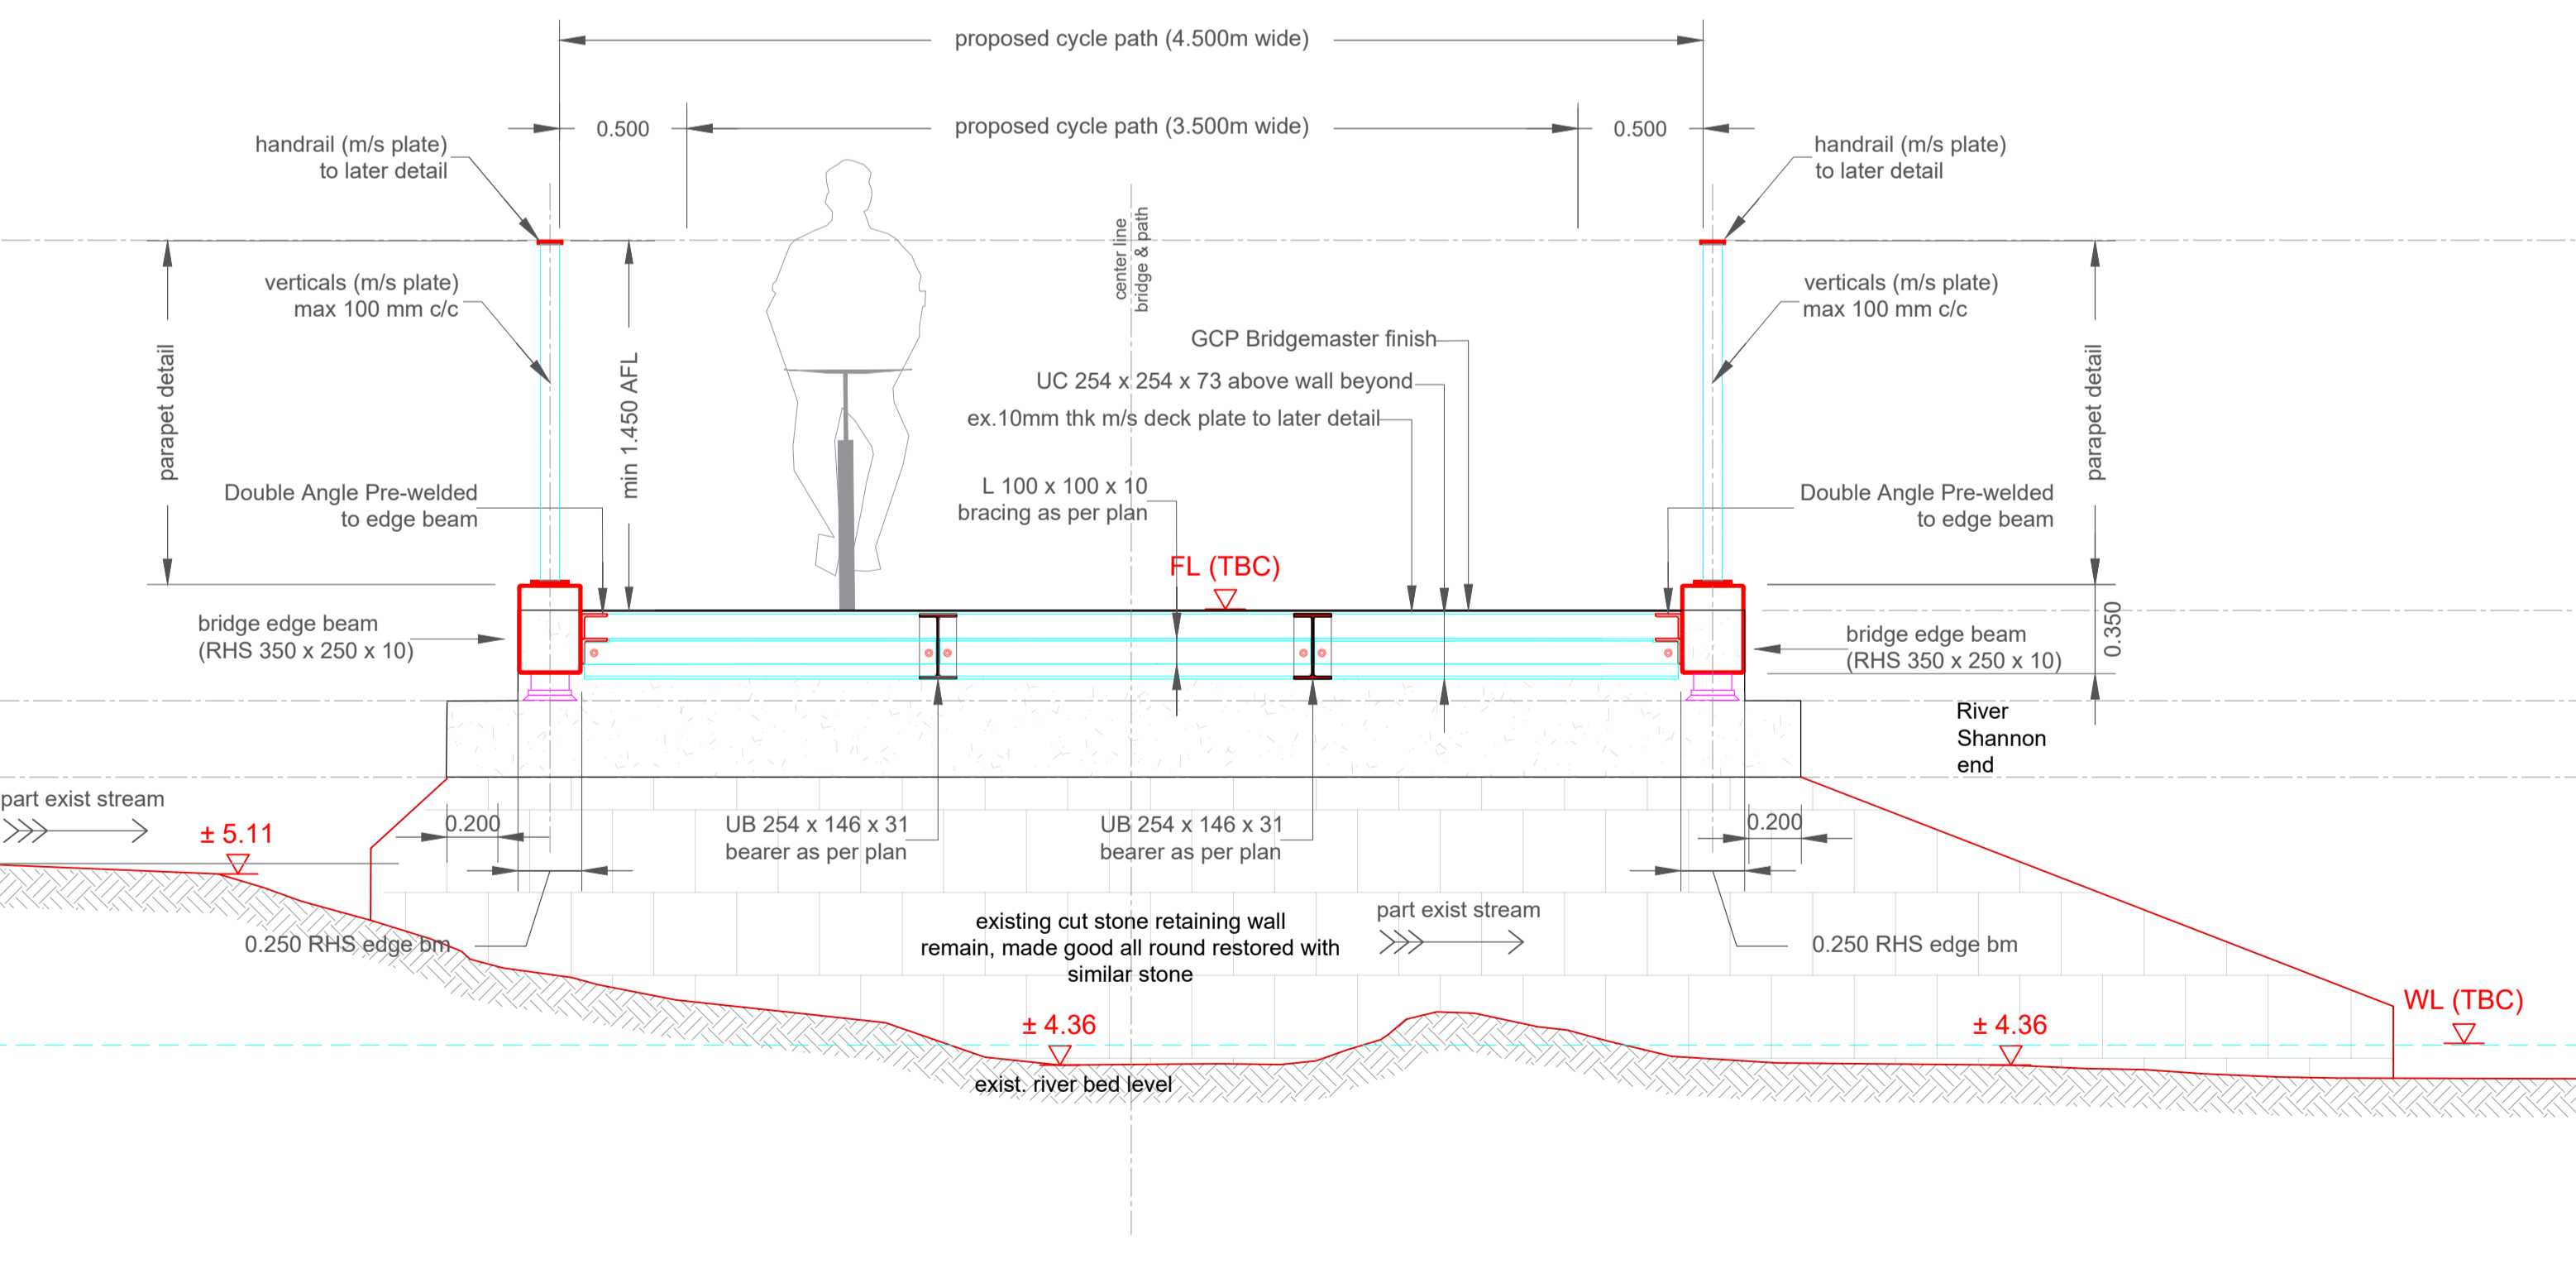 proposed cycle path (4.500m wide)
0.500
proposed cycle path (3.500m wide)
0.500
handrail (m/s plate)
to later detail
handrail (m/s plate)
to later detail
center line
bridge & path
verticals (m/s plate)
max 100 mm c/c
verticals (m/s plate)
max 100 mm c/c
parapet detail
min 1.450 AFL
GCP Bridgemaster finish
UC 254 x 254 x 73 above wall beyond
ex.10mm thk m/s deck plate to later detail
parapet detail
Double Angle Pre-welded
to edge beam
L 100 x 100 x 10
bracing as per plan
Double Angle Pre-welded
to edge beam
FL (TBC)
bridge edge beam
(RHS 350 x 250 x 10)
bridge edge beam
(RHS 350 x 250 x 10)
0.350
River
Shannon
end
part exist stream
± 5.11
0.200
UB 254 x 146 x 31
bearer as per plan
UB 254 x 146 x 31
bearer as per plan
0.200
0.250 RHS edge bm
existing cut stone retaining wall
remain, made good all round restored with
similar stone
part exist stream
0.250 RHS edge bm
± 4.36
± 4.36
WL (TBC)
exist. river bed level